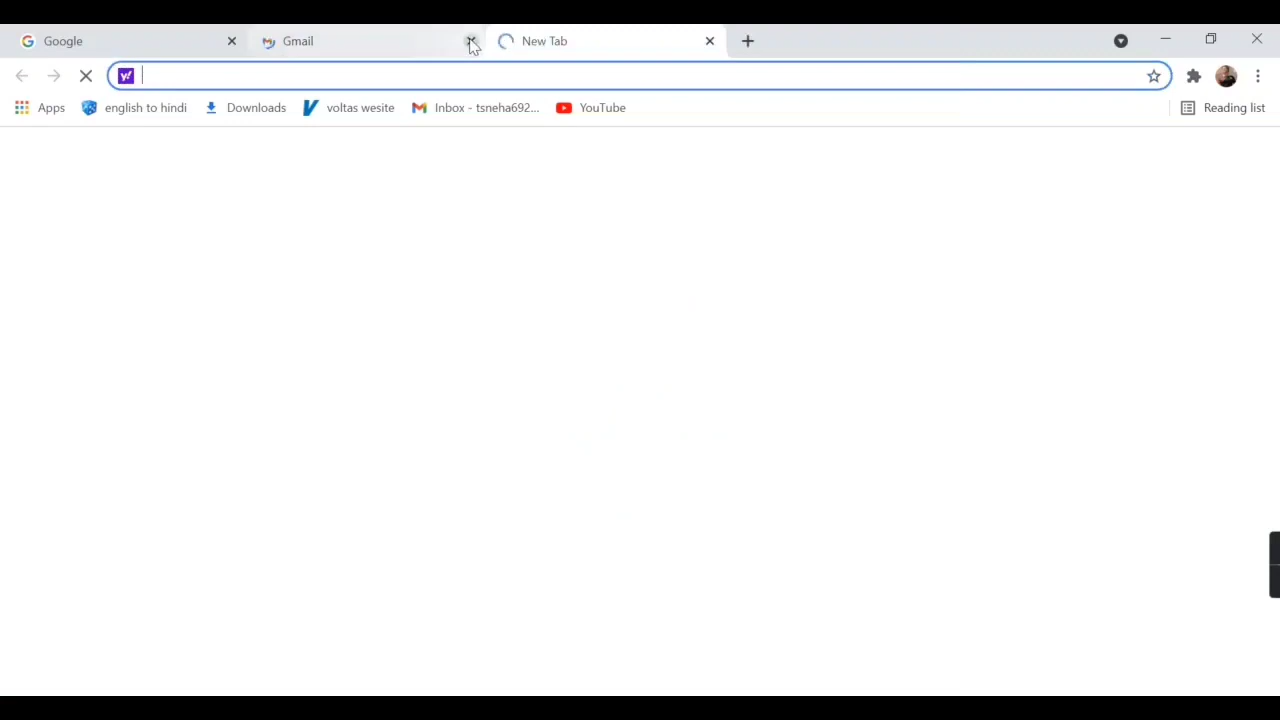 Google Gmail New Tab
y!
Apps english to hindi Downloads voltas wesite Inbox - tsneha692... YouTube Reading list